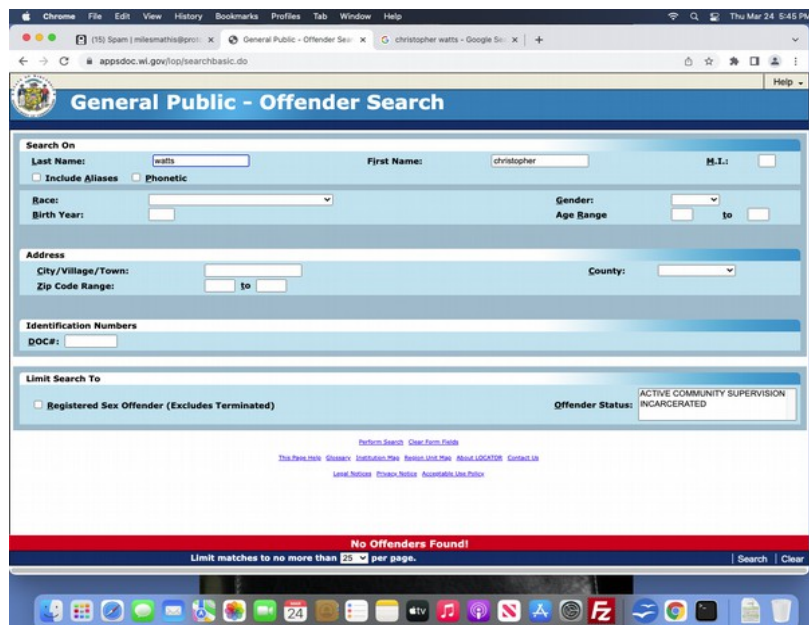 Chrome File Edit View History Bookmarks Profiles Tab Window Help Thu Mar 24 5:45 PM
(15) Spam | milesmathis@prot General Public - Offender Sear christopher watts - Google Se
appsdoc.wi.gov/lop/searchbasic.do
Help
General Public - Offender Search
Search On
Last Name: watts First Name: christopher M.I.:
Include Aliases Phonetic
Race: Gender:
Birth Year: Age Range to
Address
City/Village/Town: County:
Zip Code Range: to
Identification Numbers
DOC#:
Limit Search To
Registered Sex Offender (Excludes Terminated) Offender Status: ACTIVE COMMUNITY SUPERVISION
INCARCERATED
Perform Search Clear Form Fields
This Page Help Glossary Institution Map Region Unit Map About LOCATOR Contact Us
Legal Notices Privacy Notice Acceptable Use Policy
No Offenders Found!
Limit matches to no more than 25 per page. | Search | Clear
24 tv